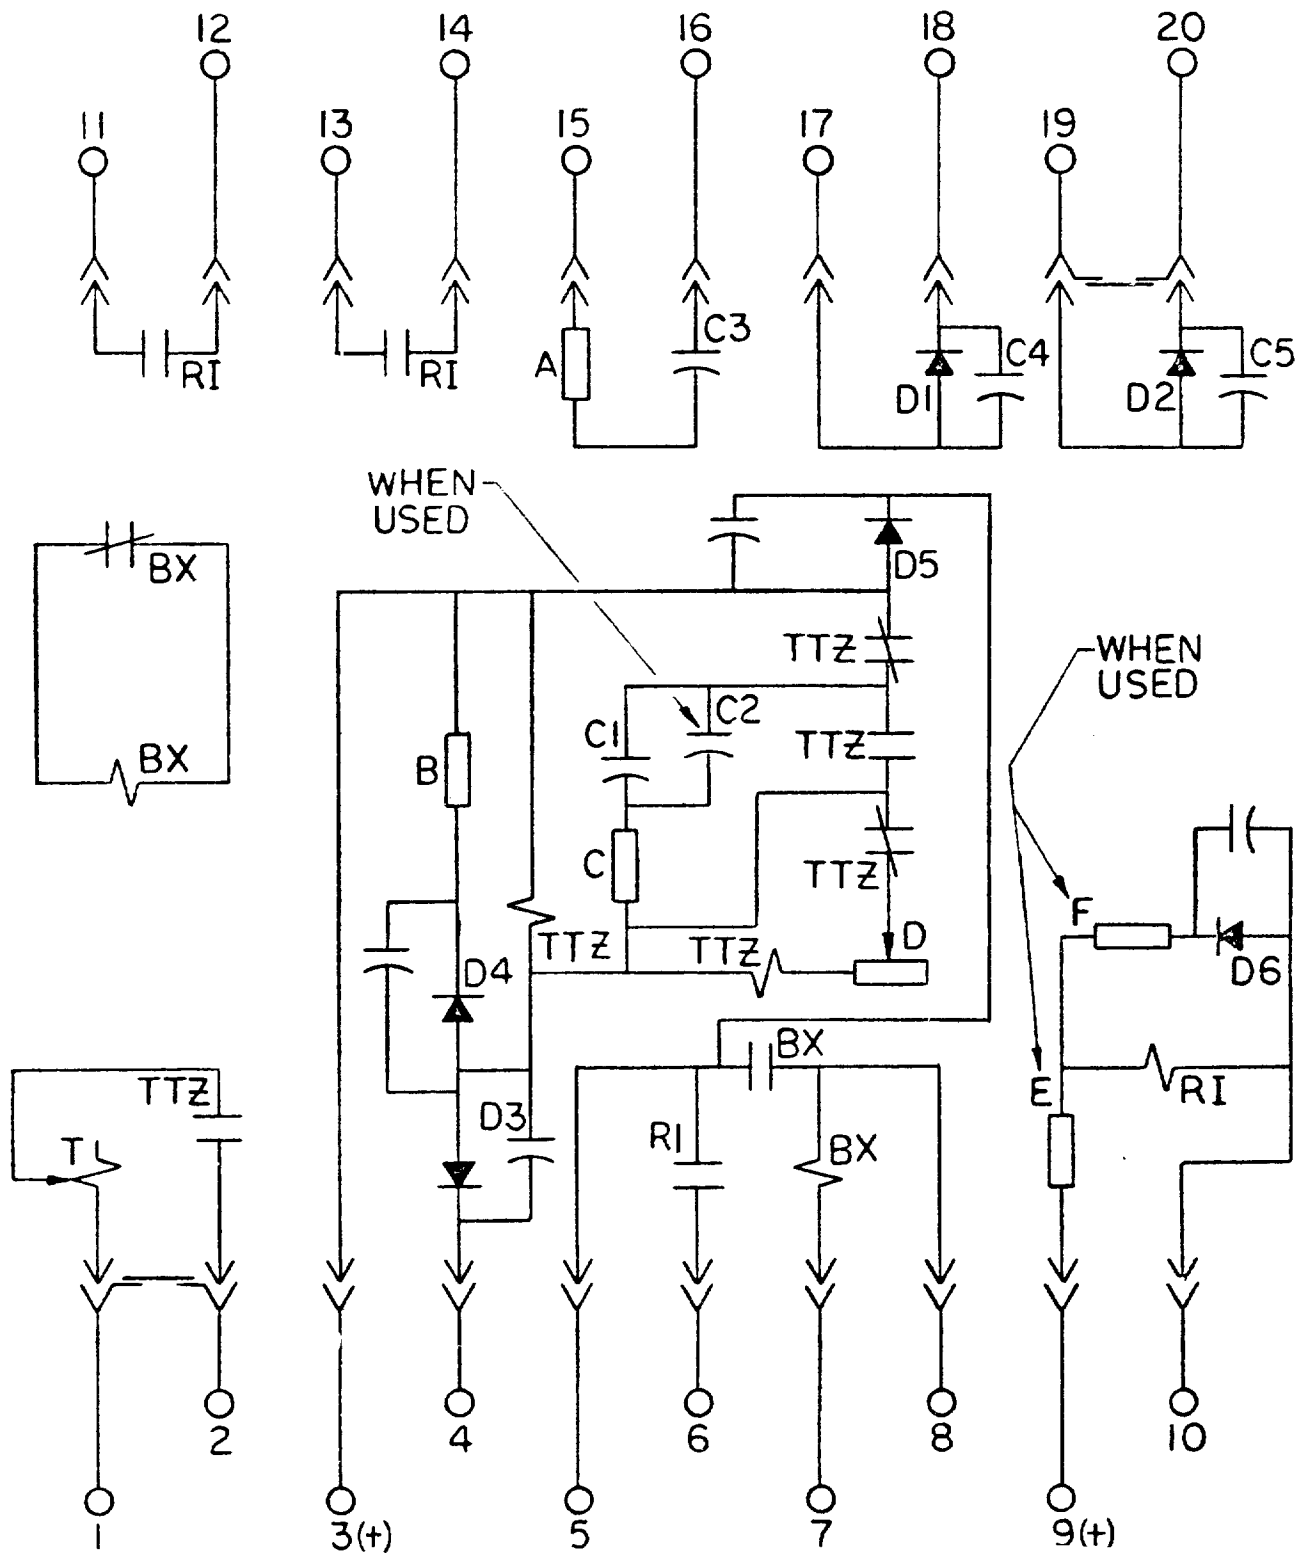 12
14
16
18
20
11
13
15
17
19
RI
RI
A
C3
D1
C4
D2
C5
WHEN
USED
BX
D5
TTZ
WHEN
USED
C1
C2
TTZ
BX
B
C
TTZ
F
D
TTZ
TTZ
D4
D6
BX
TTZ
D3
E
RI
T
RI
BX
2
4
6
8
10
1
3(+)
5
7
9(+)